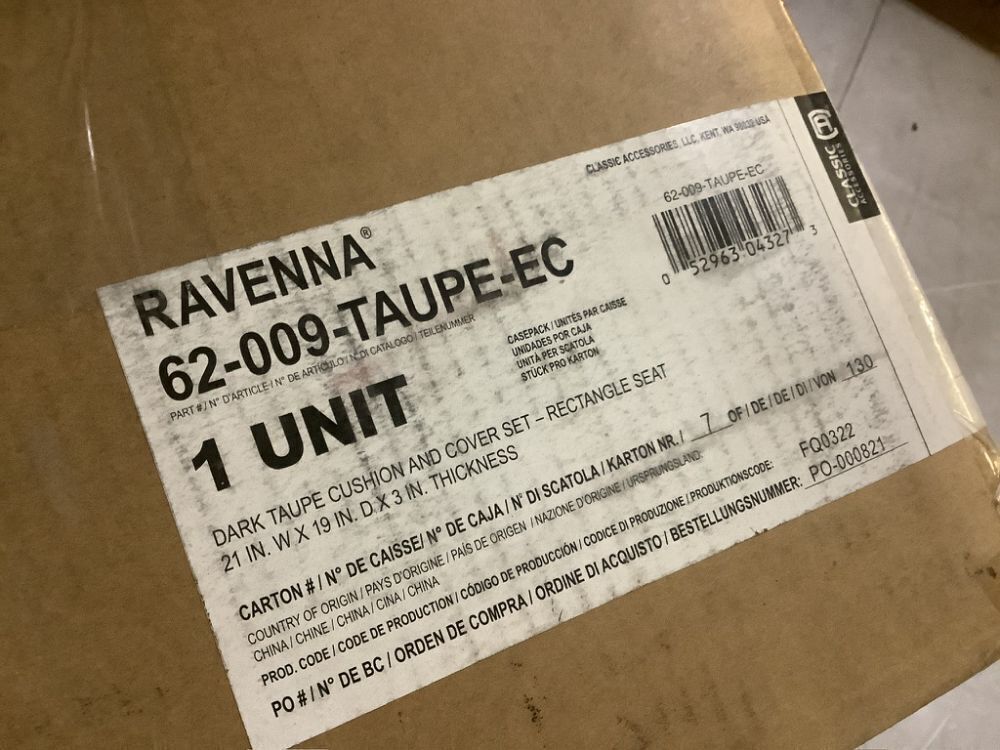 CLASSIC ACCESSORIES, LLC, KENT, WA 98032 USA
CLASSIC
ACCESSORIES
RAVENNA®
62-009-TAUPE-EC
PART # / N° D'ARTICLE / N° DE ARTICULO / N. DI CATALOGO / TEILENUMMER
62-009-TAUPE-EC
0 52963 04327 3
1 UNIT
CASEPACK / UNITÉS PAR CAISSE
UNIDADES POR CAJA
UNITÀ PER SCATOLA
STÜCK PRO KARTON
DARK TAUPE CUSHION AND COVER SET – RECTANGLE SEAT
21 IN. W X 19 IN. D X 3 IN. THICKNESS
CARTON # / N° DE CAISSE/ N° DE CAJA / N° DI SCATOLA / KARTON NR. / 7 OF / DE / DE / DI / VON 130
COUNTRY OF ORIGIN / PAYS D'ORIGINE / PAÍS DE ORIGEN / NAZIONE D'ORIGINE / URSPRUNGSLAND:
CHINA / CHINE / CHINA / CINA / CHINA
PROD. CODE / CODE DE PRODUCTION / CÓDIGO DE PRODUCCIÓN / CODICE DI PRODUZIONE / PRODUKTIONSCODE: FQ0322
PO # / N° DE BC / ORDEN DE COMPRA / ORDINE DI ACQUISTO / BESTELLUNGSNUMMER: PO-000821